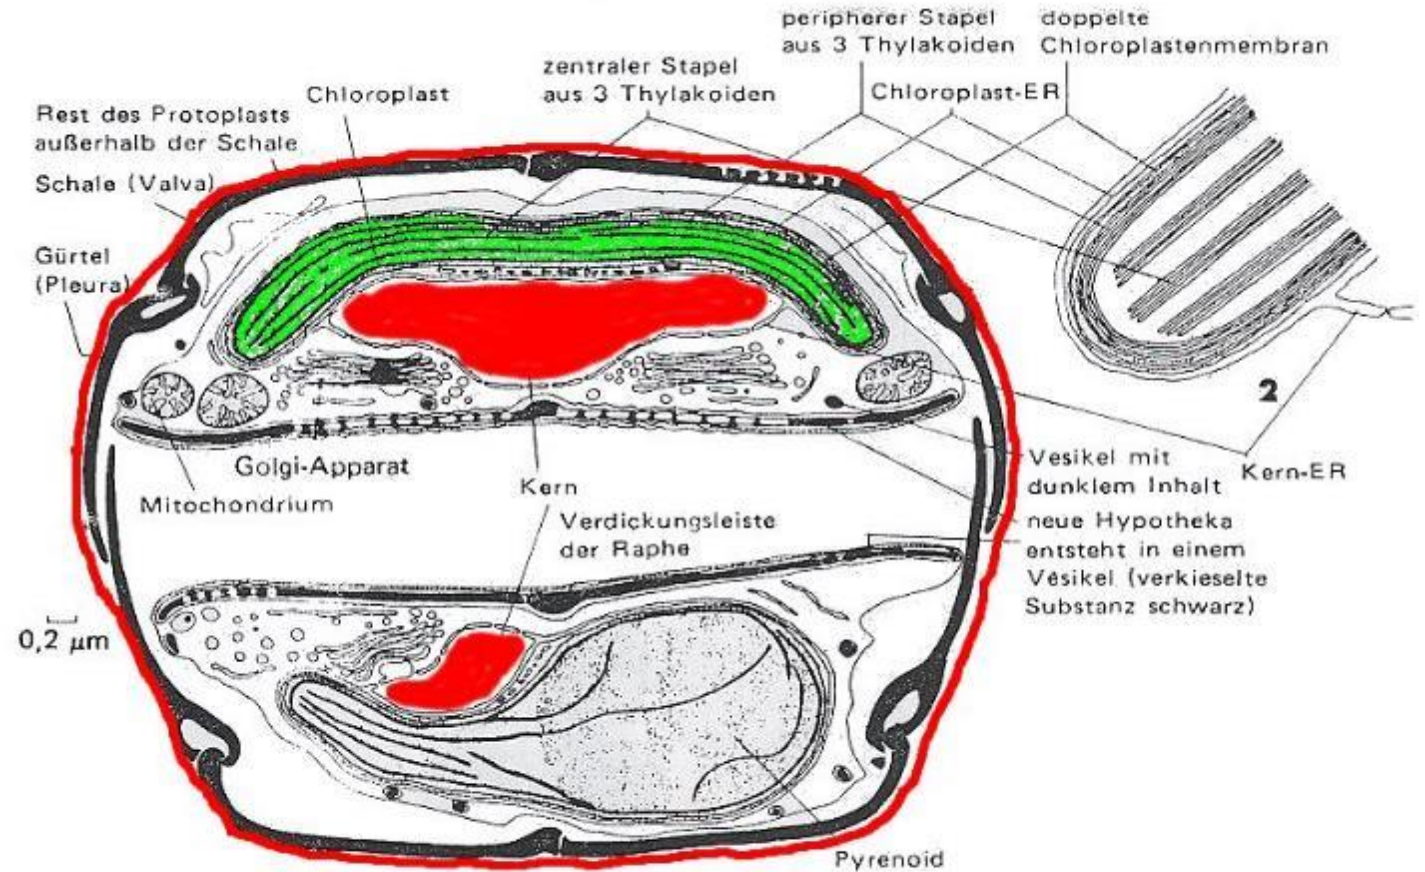 peripherer Stapel
aus 3 Thylakoiden
doppelte
Chloroplastenmembran
zentraler Stapel
aus 3 Thylakoiden
Chloroplast-ER
Chloroplast
Rest des Protoplasts
außerhalb der Schale
Schale (Valva)
Gürtel
(Pleura)
2
Golgi-Apparat
Mitochondrium
Kern
Vesikel mit
dunklem Inhalt
Kern-ER
Verdickungsleiste
der Raphe
neue Hypotheka
entsteht in einem
Vesikel (verkieselte
Substanz schwarz)
0,2 µm
Pyrenoid